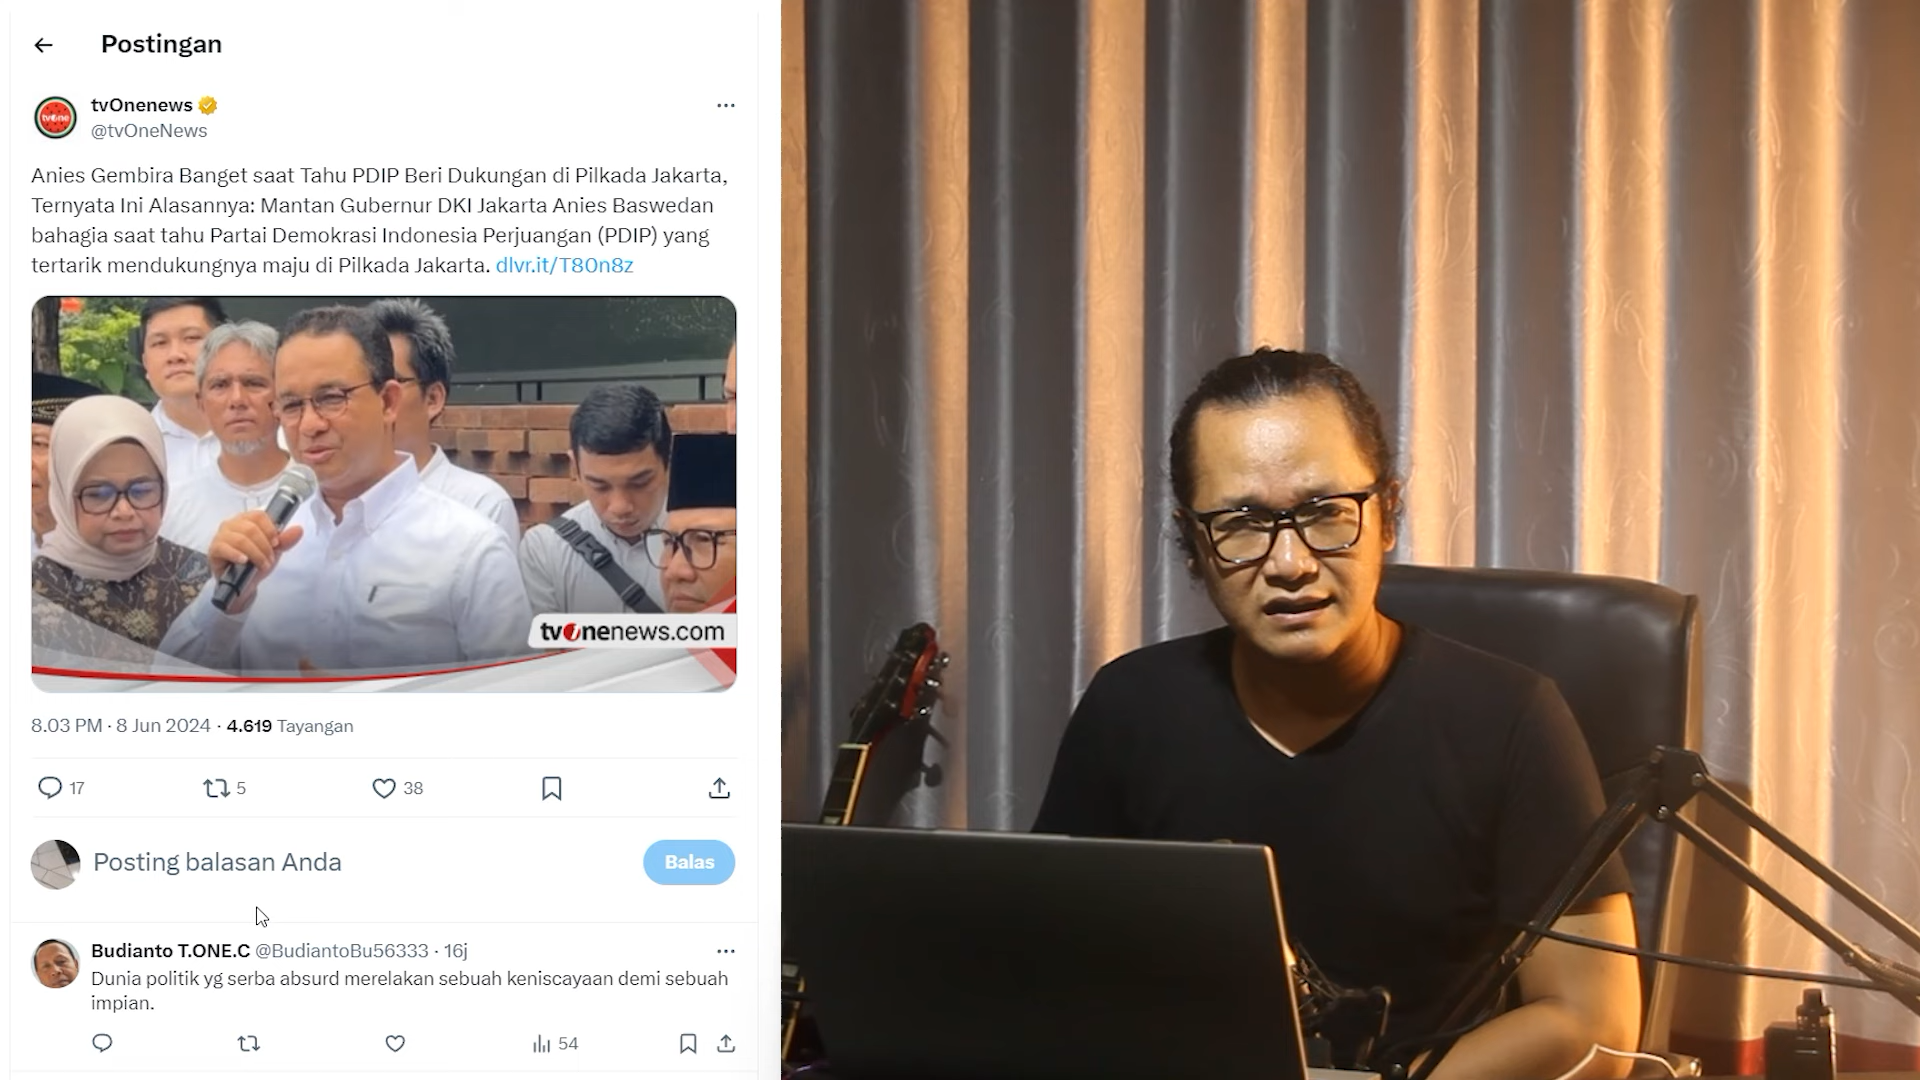 Postingan
tvOnenews
@tvOneNews
Anies Gembira Banget saat Tahu PDIP Beri Dukungan di Pilkada Jakarta,
Ternyata Ini Alasannya: Mantan Gubernur DKI Jakarta Anies Baswedan
bahagia saat tahu Partai Demokrasi Indonesia Perjuangan (PDIP) yang
tertarik mendukungnya maju di Pilkada Jakarta. dlvr.it/T80n8z
tvOnenews.com
8.03 PM · 8 Jun 2024 · 4.619 Tayangan
17 5 38
Posting balasan Anda
Balas
Budianto T.ONE.C @BudiantoBu56333 · 16j
Dunia politik yg serba absurd merelakan sebuah keniscayaan demi sebuah
impian.
54